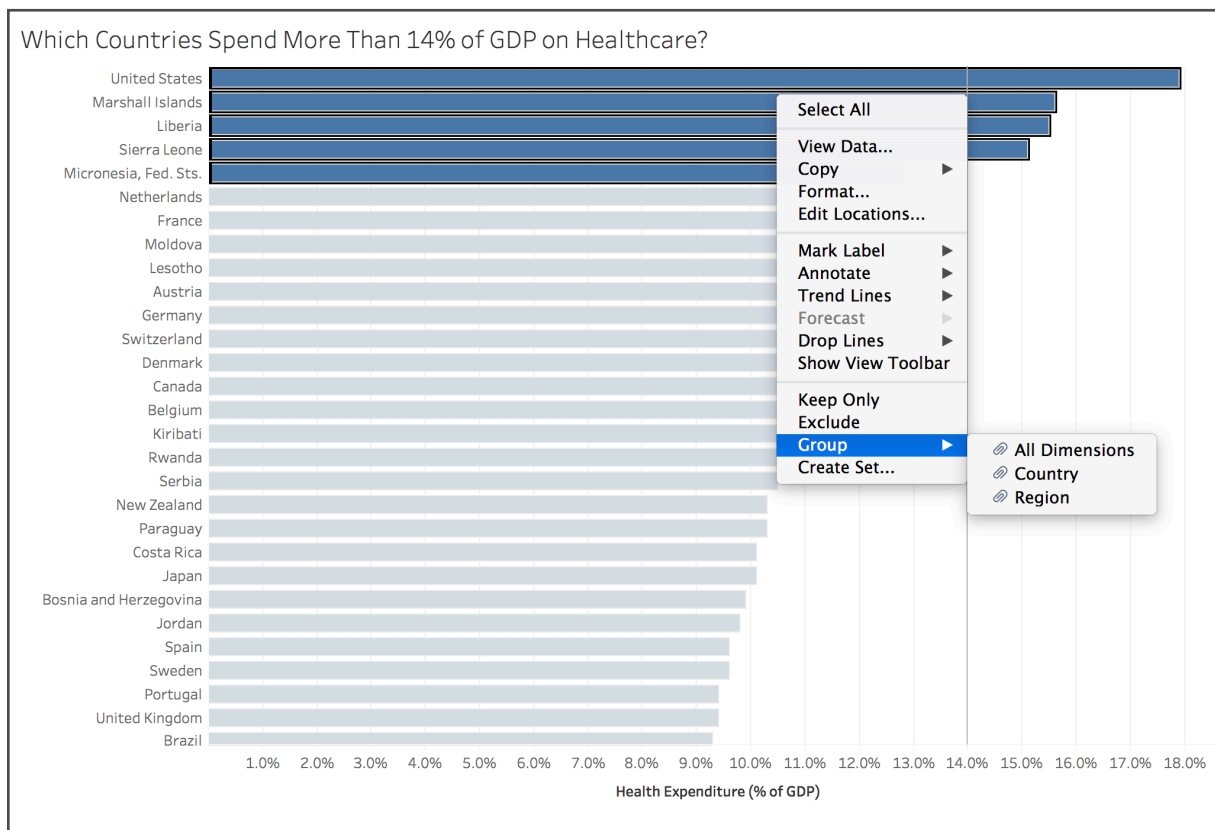 Which Countries Spend More Than 14% of GDP on Healthcare?
United States
Marshall Islands
Liberia
Sierra Leone
Micronesia, Fed. Sts.
Netherlands
France
Moldova
Lesotho
Austria
Germany
Switzerland
Denmark
Canada
Belgium
Kiribati
Rwanda
Serbia
New Zealand
Paraguay
Costa Rica
Japan
Bosnia and Herzegovina
Jordan
Spain
Sweden
Portugal
United Kingdom
Brazil
Select All
View Data...
Copy
Format...
Edit Locations...
Mark Label
Annotate
Trend Lines
Forecast
Drop Lines
Show View Toolbar
Keep Only
Exclude
Group
Create Set...
All Dimensions
Country
Region
1.0% 2.0% 3.0% 4.0% 5.0% 6.0% 7.0% 8.0% 9.0% 10.0% 11.0% 12.0% 13.0% 14.0% 15.0% 16.0% 17.0% 18.0%
Health Expenditure (% of GDP)